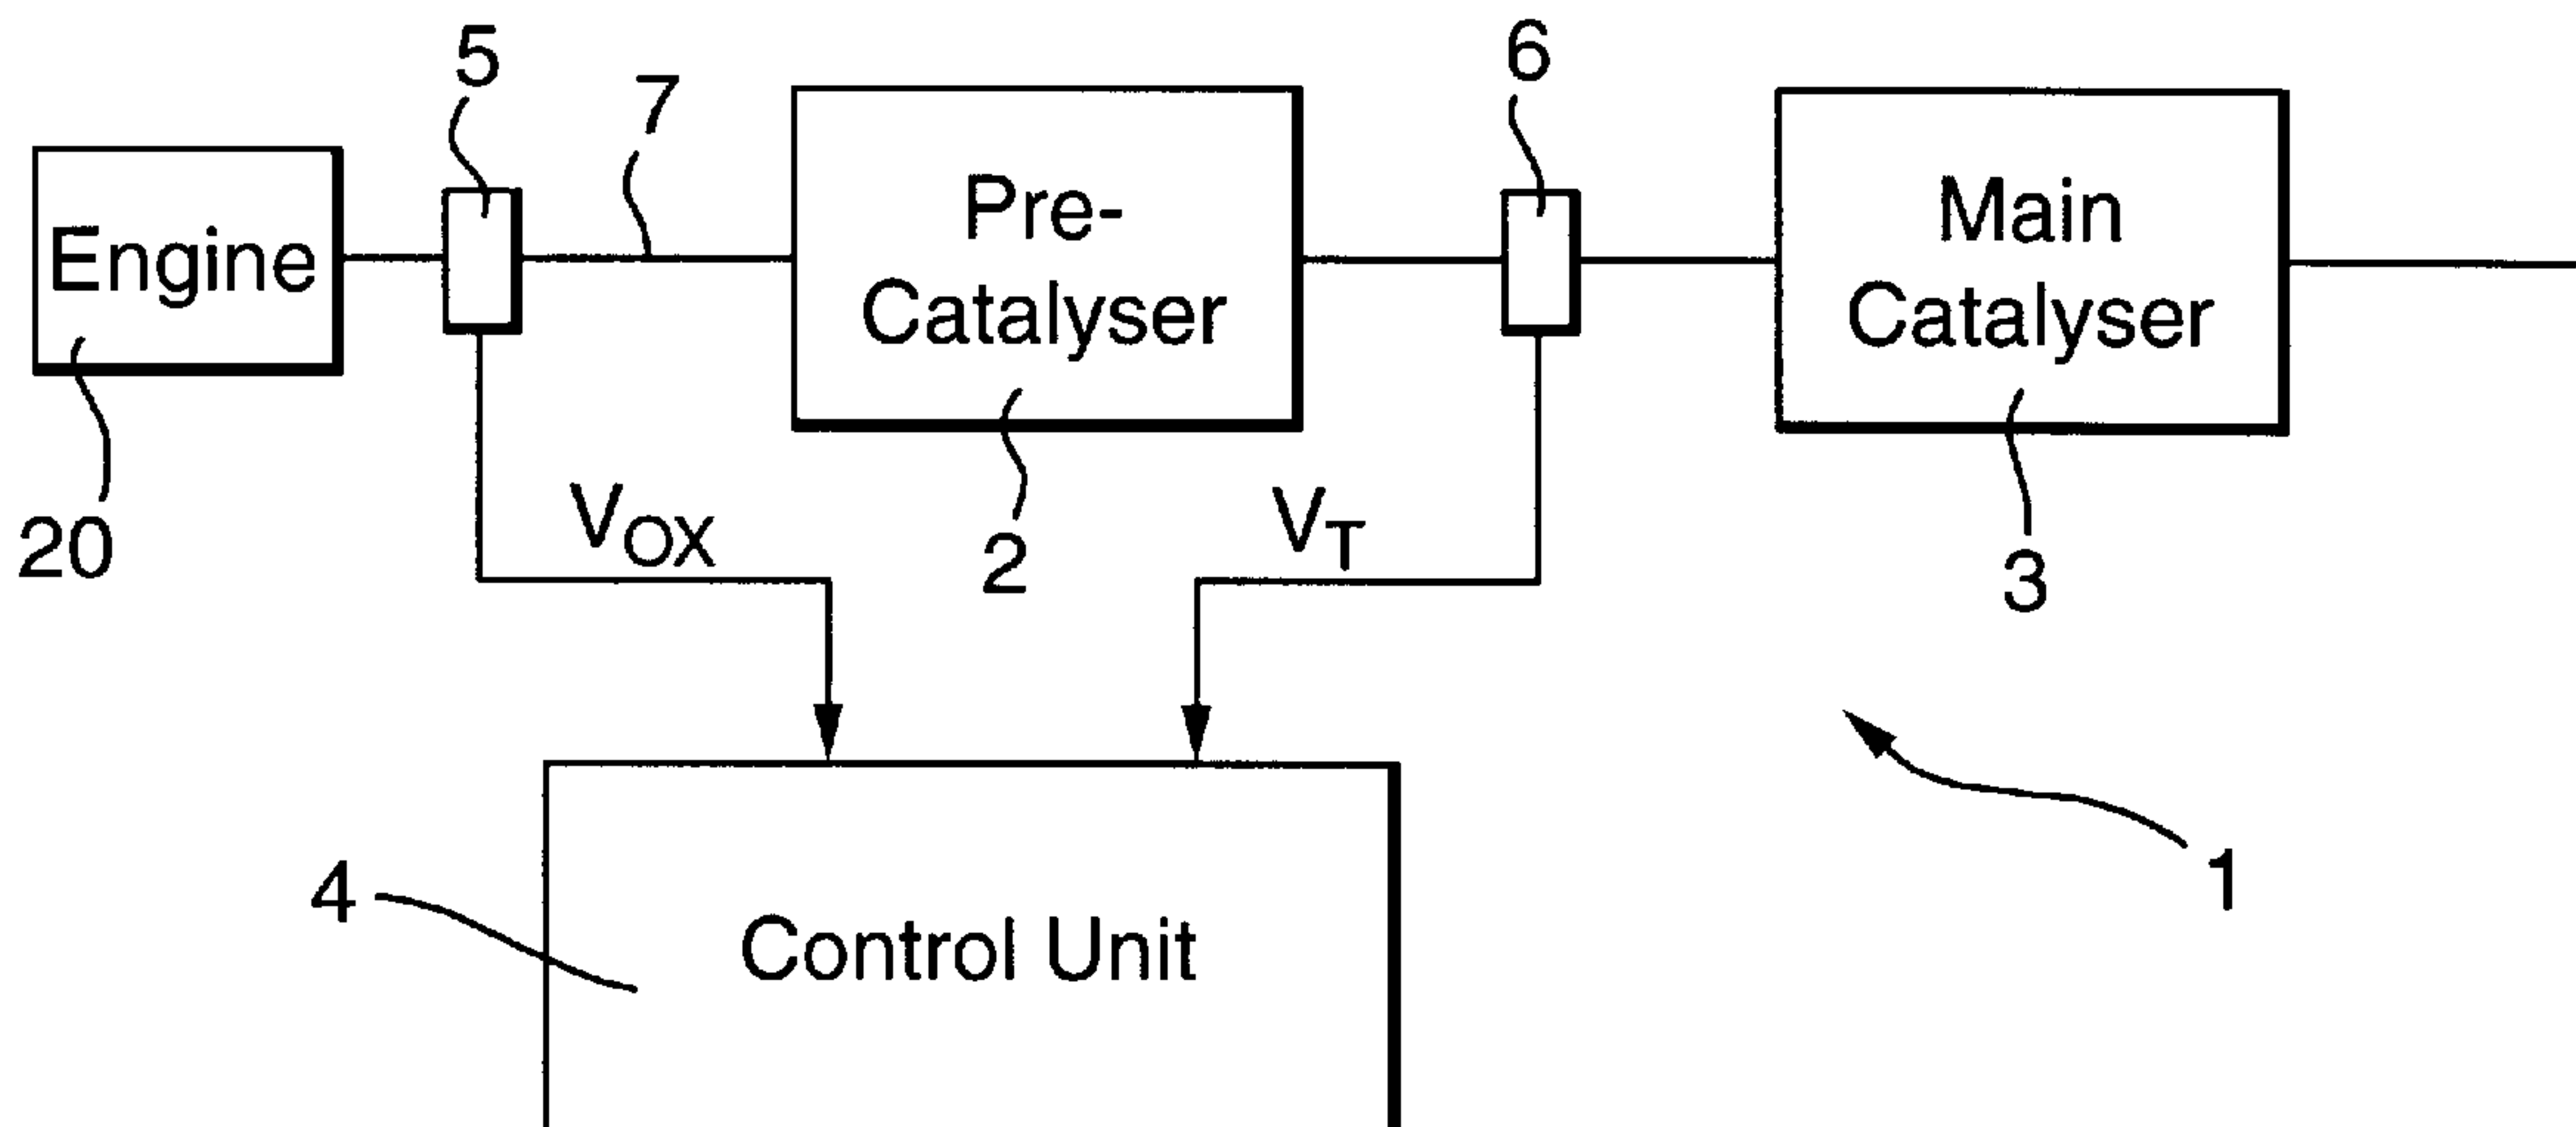 5
7
6
Engine
Pre-
Catalyser
Main
Catalyser
20
VOX
2
VT
3
4
Control Unit
1